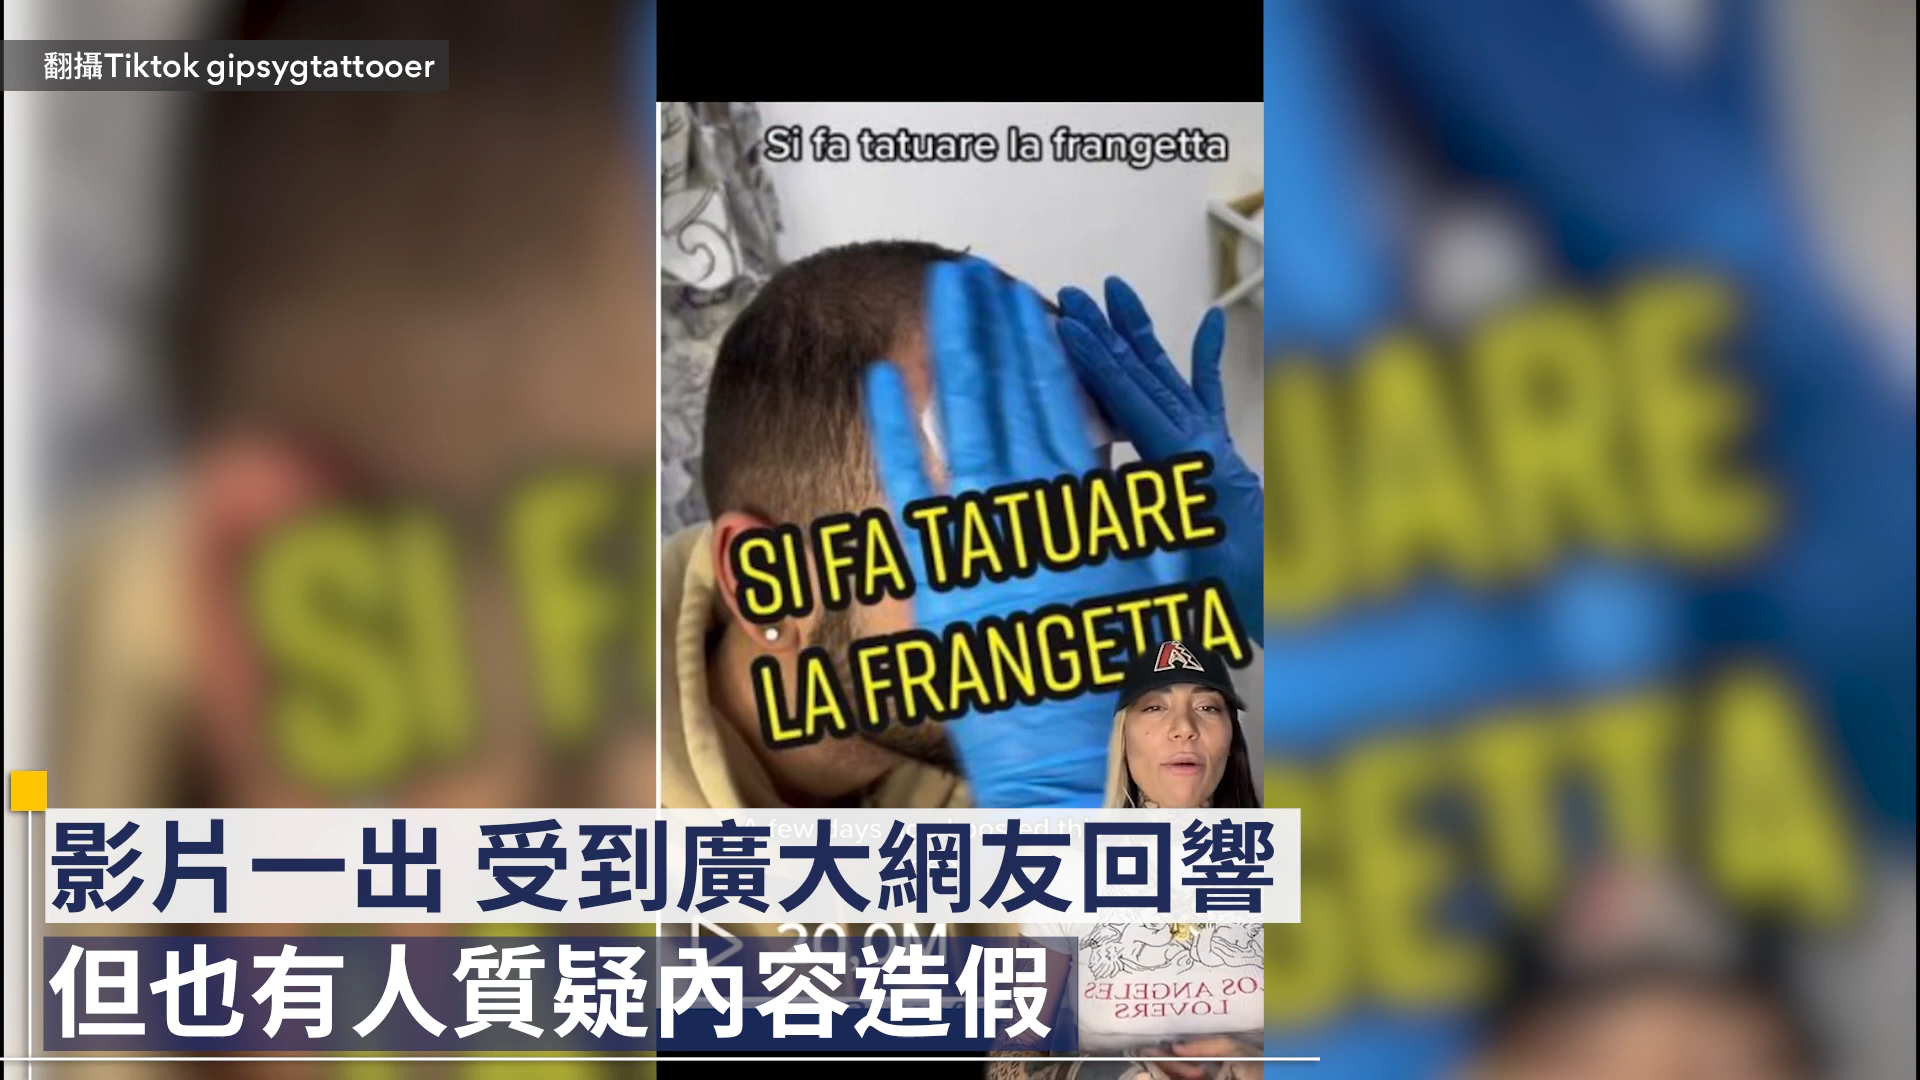 翻攝Tiktok gipsygtattooer
Si fa tatuare la frangetta
SI FA TATUARE
LA FRANGETTA
A few days
影片一出 受到廣大網友回響
但也有人質疑內容造假
LOS ANGELES
LOVERS